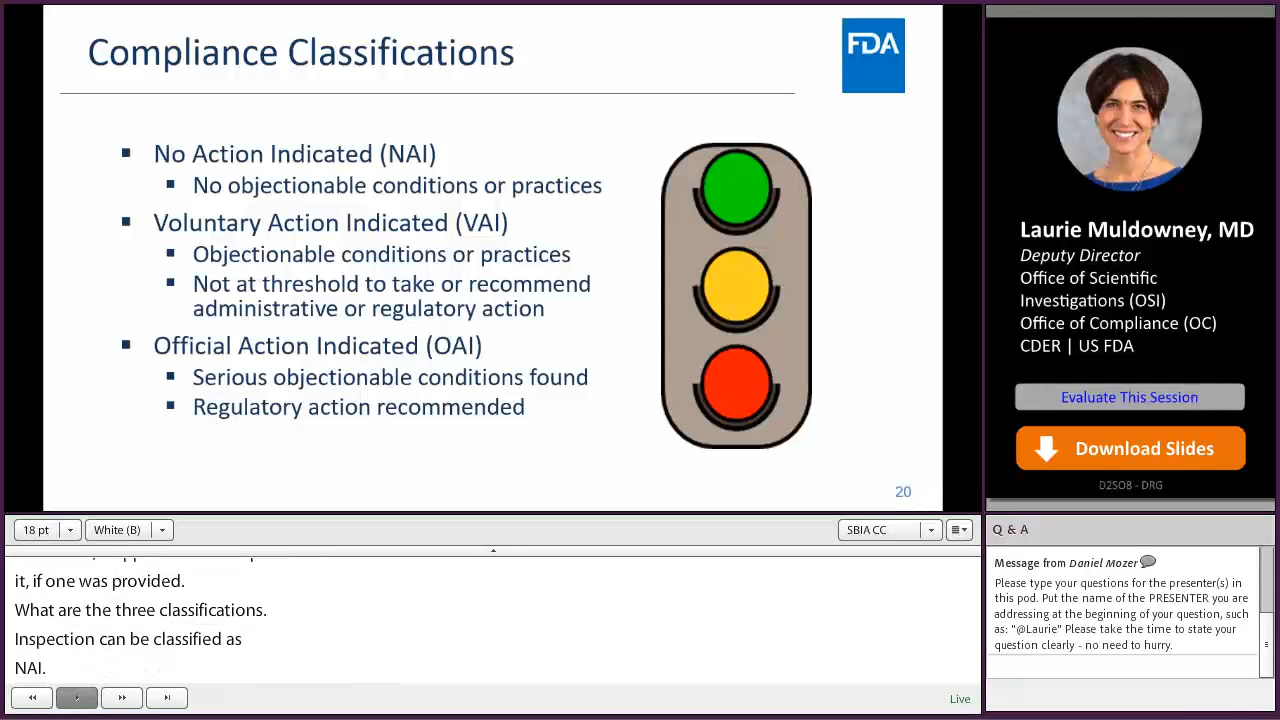 Compliance Classifications
FDA
No Action Indicated (NAI)
No objectionable conditions or practices
Voluntary Action Indicated (VAI)
Objectionable conditions or practices
Not at threshold to take or recommend
administrative or regulatory action
Official Action Indicated (OAI)
Serious objectionable conditions found
Regulatory action recommended
20
Laurie Muldowney, MD
Deputy Director
Office of Scientific
Investigations (OSI)
Office of Compliance (OC)
CDER | US FDA
Evaluate This Session
Download Slides
D2SO8 - DRG
18 pt
White (B)
SBIA CC
it, if one was provided.
What are the three classifications.
Inspection can be classified as
NAI.
Live
Q & A
Message from Daniel Mozer
Please type your questions for the presenter(s) in
this pod. Put the name of the PRESENTER you are
addressing at the beginning of your question, such
as: "@Laurie" Please take the time to state your
question clearly - no need to hurry.